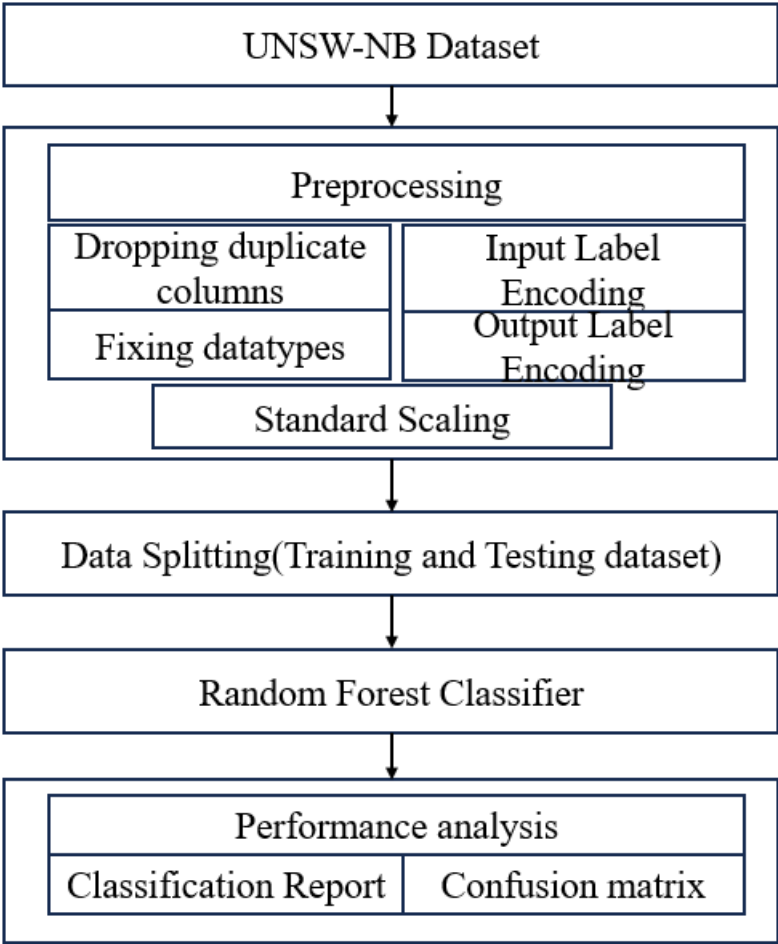 UNSW-NB Dataset
Preprocessing
Dropping duplicate
columns
Input Label
Encoding
Fixing datatypes
Output Label
Encoding
Standard Scaling
Data Splitting(Training and Testing dataset)
Random Forest Classifier
Performance analysis
Classification Report
Confusion matrix